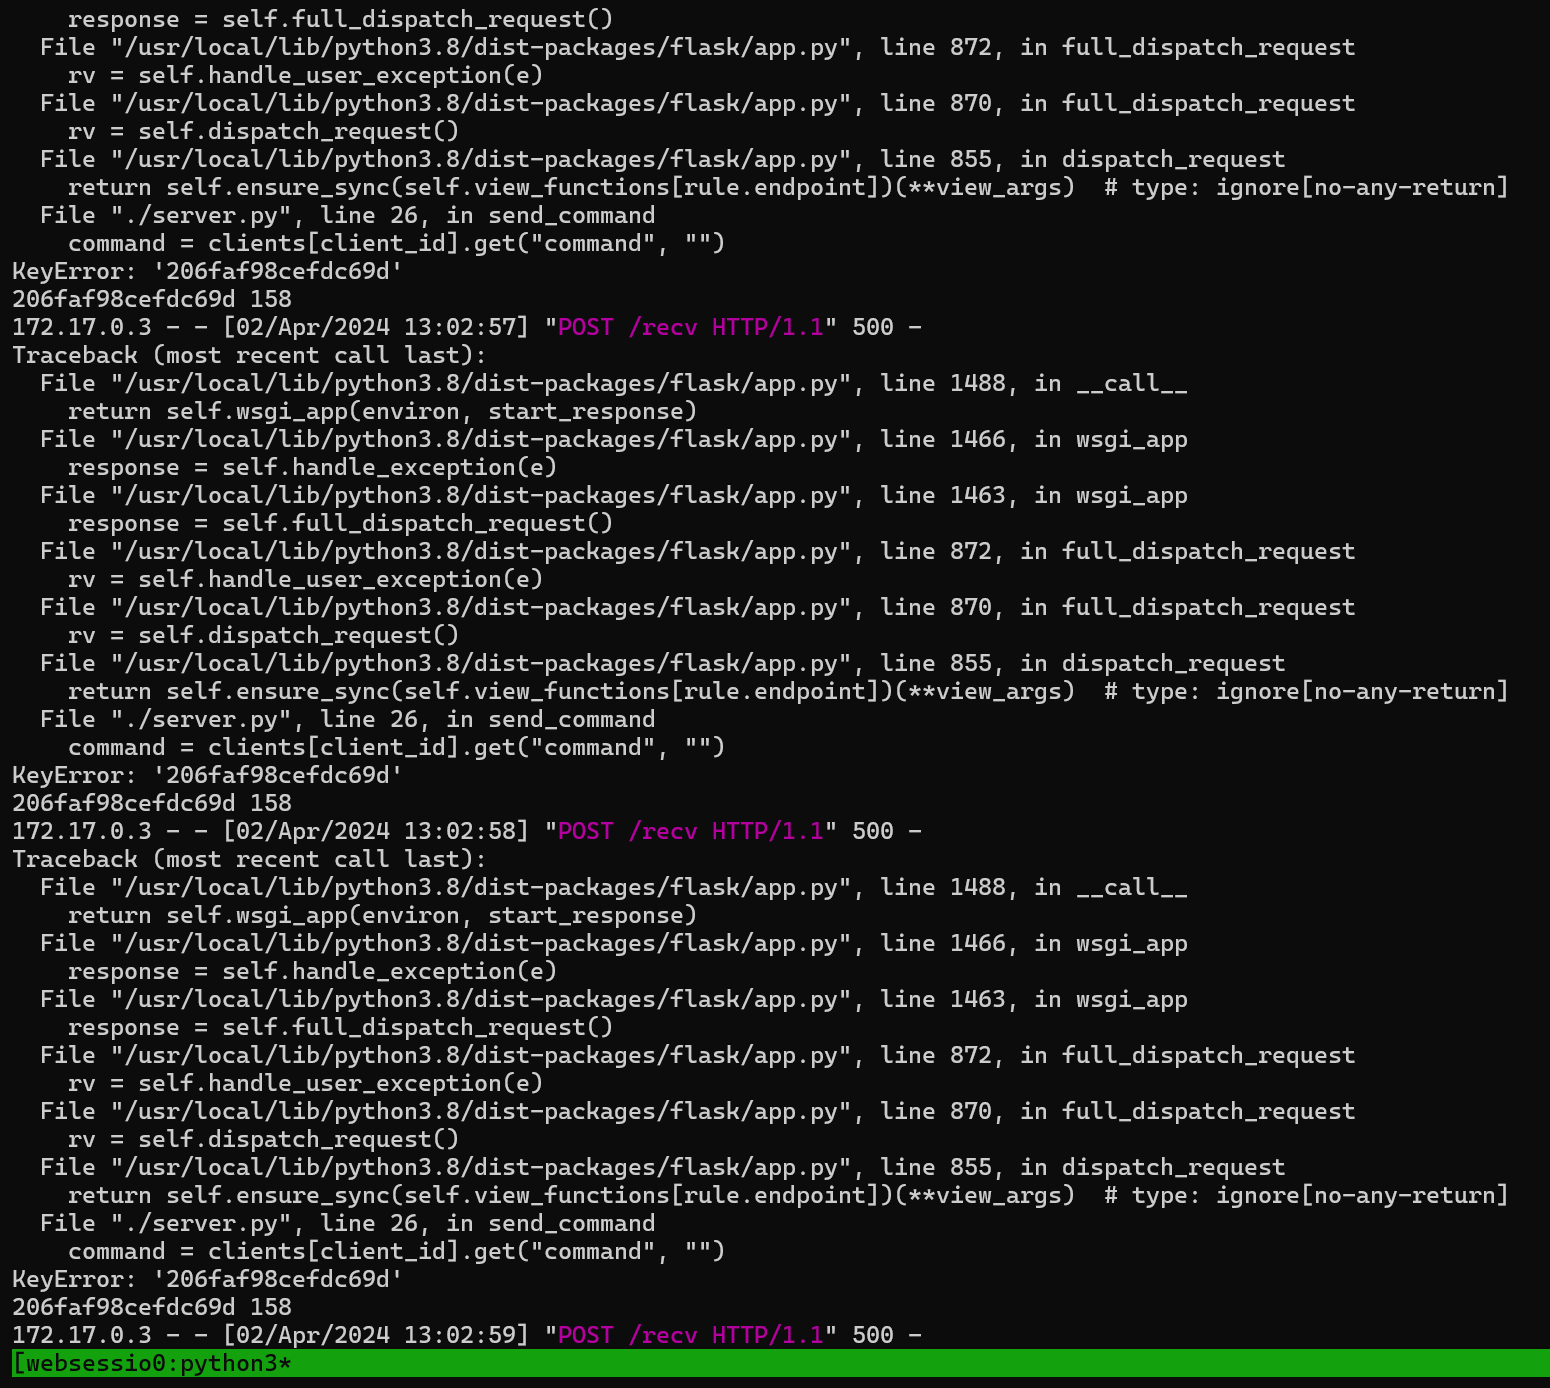 response = self.full_dispatch_request()
  File "/usr/local/lib/python3.8/dist-packages/flask/app.py", line 872, in full_dispatch_request
    rv = self.handle_user_exception(e)
  File "/usr/local/lib/python3.8/dist-packages/flask/app.py", line 870, in full_dispatch_request
    rv = self.dispatch_request()
  File "/usr/local/lib/python3.8/dist-packages/flask/app.py", line 855, in dispatch_request
    return self.ensure_sync(self.view_functions[rule.endpoint])(**view_args)  # type: ignore[no-any-return]
  File "./server.py", line 26, in send_command
    command = clients[client_id].get("command", "")
KeyError: '206faf98cefdc69d'
206faf98cefdc69d 158
172.17.0.3 - - [02/Apr/2024 13:02:57] "POST /recv HTTP/1.1" 500 -
Traceback (most recent call last):
  File "/usr/local/lib/python3.8/dist-packages/flask/app.py", line 1488, in __call__
    return self.wsgi_app(environ, start_response)
  File "/usr/local/lib/python3.8/dist-packages/flask/app.py", line 1466, in wsgi_app
    response = self.handle_exception(e)
  File "/usr/local/lib/python3.8/dist-packages/flask/app.py", line 1463, in wsgi_app
    response = self.full_dispatch_request()
  File "/usr/local/lib/python3.8/dist-packages/flask/app.py", line 872, in full_dispatch_request
    rv = self.handle_user_exception(e)
  File "/usr/local/lib/python3.8/dist-packages/flask/app.py", line 870, in full_dispatch_request
    rv = self.dispatch_request()
  File "/usr/local/lib/python3.8/dist-packages/flask/app.py", line 855, in dispatch_request
    return self.ensure_sync(self.view_functions[rule.endpoint])(**view_args)  # type: ignore[no-any-return]
  File "./server.py", line 26, in send_command
    command = clients[client_id].get("command", "")
KeyError: '206faf98cefdc69d'
206faf98cefdc69d 158
172.17.0.3 - - [02/Apr/2024 13:02:58] "POST /recv HTTP/1.1" 500 -
Traceback (most recent call last):
  File "/usr/local/lib/python3.8/dist-packages/flask/app.py", line 1488, in __call__
    return self.wsgi_app(environ, start_response)
  File "/usr/local/lib/python3.8/dist-packages/flask/app.py", line 1466, in wsgi_app
    response = self.handle_exception(e)
  File "/usr/local/lib/python3.8/dist-packages/flask/app.py", line 1463, in wsgi_app
    response = self.full_dispatch_request()
  File "/usr/local/lib/python3.8/dist-packages/flask/app.py", line 872, in full_dispatch_request
    rv = self.handle_user_exception(e)
  File "/usr/local/lib/python3.8/dist-packages/flask/app.py", line 870, in full_dispatch_request
    rv = self.dispatch_request()
  File "/usr/local/lib/python3.8/dist-packages/flask/app.py", line 855, in dispatch_request
    return self.ensure_sync(self.view_functions[rule.endpoint])(**view_args)  # type: ignore[no-any-return]
  File "./server.py", line 26, in send_command
    command = clients[client_id].get("command", "")
KeyError: '206faf98cefdc69d'
206faf98cefdc69d 158
172.17.0.3 - - [02/Apr/2024 13:02:59] "POST /recv HTTP/1.1" 500 -
[websessio0:python3*